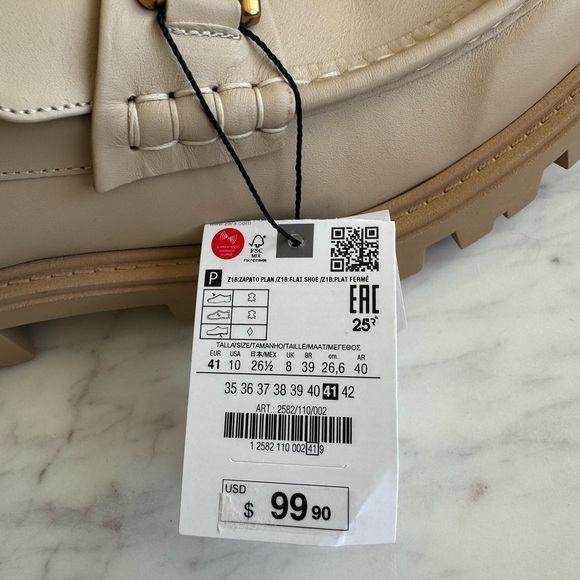 www.zara.com
FSC
MIX
P
Z1B:ZAPATO PLAN /Z1B:FLAT SHOE /Z1B:PLAT FERMÉ
EAC
25
TALLA/SIZE/TAMANHO/TAILLE/MAAT/ΜΕΓΕΘΟΣ
EUR USA 日本/MEX UK BR cm. AR
41 10 26½ 8 39 26,6 40
35 36 37 38 39 40 41 42
ART.: 2582/110/002
1 2582 110 002 41 9
USD
$ 99 90